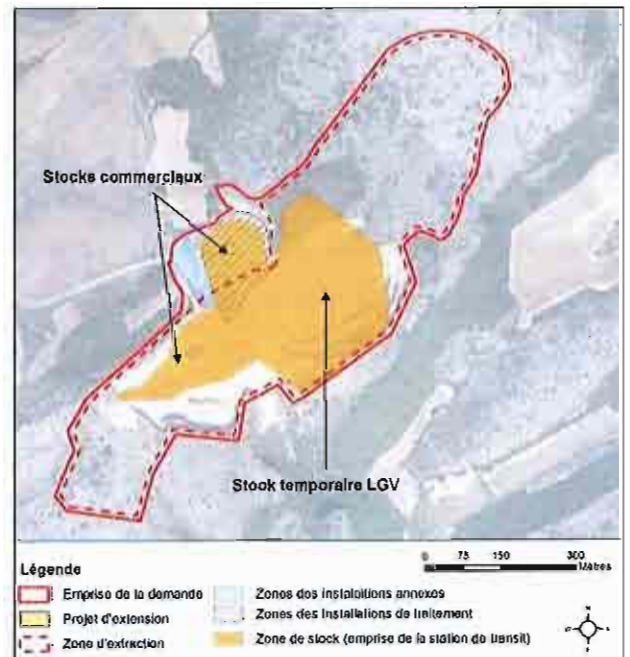 Stocks commerciaux
Stock temporaire LGV
Légende
0 75 150 300
Mètres
Emprise de la demande
Projet d'extension
Zone d'extraction
Zones des installations annexes
Zones des installations de traitement
Zone de stock (emprise de la station de transit)